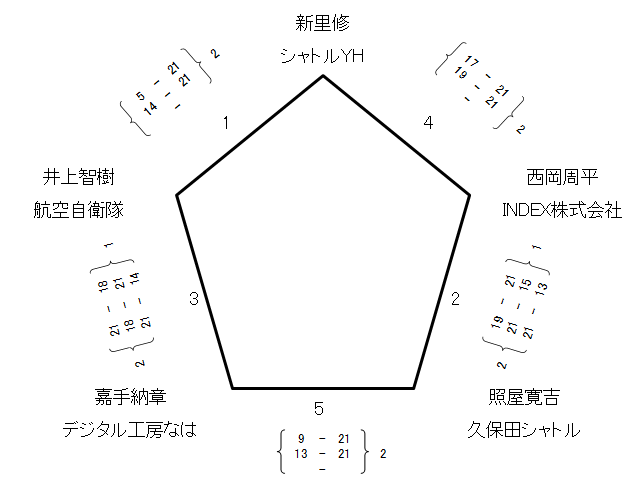 新里修
シャトルYH
5 - 21
14 - 21
-
2
1
17 - 21
19 - 21
-
2
4
井上智樹
航空自衛隊
西岡周平
INDEX株式会社
1
21 - 18
18 - 21
21 - 14
2
3
1
19 - 21
21 - 15
21 - 13
2
2
嘉手納章
デジタル工房なは
照屋寛吉
久保田シャトル
5
9 - 21
13 - 21
-
2